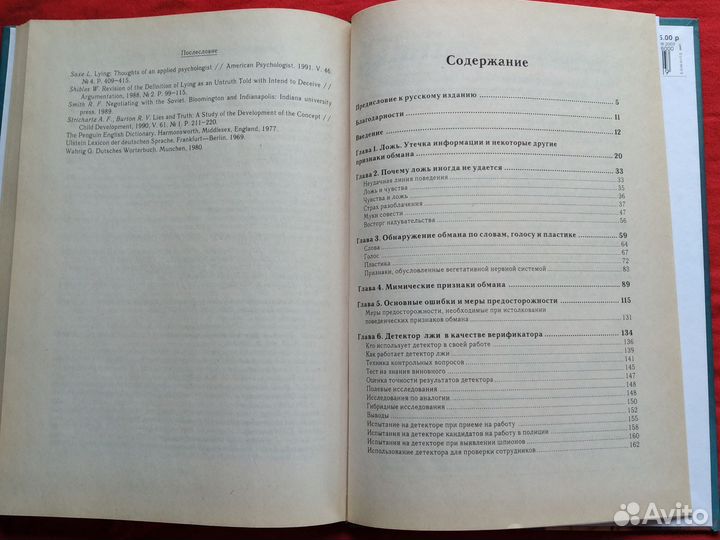 Послесловие
Saxe L. Lying: Thoughts of an applied psychologist // American Psychologist. 1991. V. 46.
№ 4. P. 409—415.
Shibles W. Revision of the Definition of Lying as an Untruth Told with Intend to Deceive //
Argumentation, 1988, № 2. P. 99—115.
Smith R. F. Negotiating with the Soviet. Bloomington and Indianapolis: Indiana university
press. 1989.
Strichartz A. F., Burton R. V. Lies and Truth: A Study of the Development of the Concept //
Child Development, 1990, V. 61. № 1, P. 211—220.
The Penguin English Dictionary, Harmonsworth, Middlesex, England, 1977.
Ulstein Lexicon der deutschen Sprache. Frankfurt—Berlin. 1969.
Wahrig G. Dutsches Worterbuch, Munchen, 1980.
Содержание
Предисловие к русскому изданию 5
Благодарности 11
Введение 12
Глава 1. Ложь. Утечка информации и некоторые другие
признаки обмана 20
Глава 2. Почему ложь иногда не удается 33
Неудачная линия поведения 33
Ложь и чувства 35
Чувства и ложь 36
Страх разоблачения 37
Муки совести 47
Восторг надувательства 56
Глава 3. Обнаружение обмана по словам, голосу и пластике 59
Слова 64
Голос 67
Пластика 72
Признаки, обусловленные вегетативной нервной системой 83
Глава 4. Мимические признаки обмана 89
Глава 5. Основные ошибки и меры предосторожности 115
Меры предосторожности, необходимые при истолковании
поведенческих признаков обмана 131
Глава 6. Детектор лжи в качестве верификатора 134
Кто использует детектор в своей работе 136
Как работает детектор лжи 139
Техника контрольных вопросов 141
Тест на знания виновного 145
Оценка точности результатов детектора 147
Полевые исследования 148
Исследования по аналогии 148
Гибридные исследования 150
Выводы 152
Испытание на детекторе при приеме на работу 155
Испытания на детекторе кандидатов на работу в полиции 158
Испытания на детекторе при выявлении шпионов 160
Использование детектора для проверки сотрудников 162
5.00 р
Avito